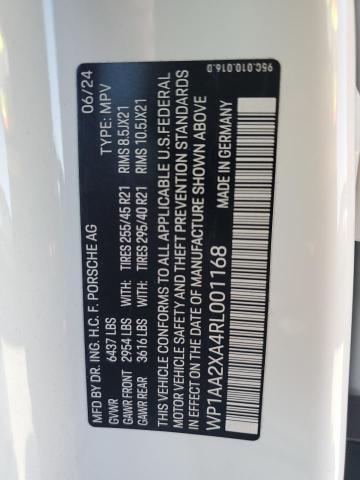 MFD BY DR. ING. H.C. F. PORSCHE AG 06/24
GVWR 6437 LBS TYPE: MPV
GAWR FRONT 2954 LBS WITH: TIRES 255/45 R21 RIMS 8.5JX21
GAWR REAR 3616 LBS WITH: TIRES 295/40 R21 RIMS 10.5JX21
THIS VEHICLE CONFORMS TO ALL APPLICABLE U.S. FEDERAL
MOTOR VEHICLE SAFETY AND THEFT PREVENTION STANDARDS
IN EFFECT ON THE DATE OF MANUFACTURE SHOWN ABOVE
WP1AA2XA4RL001168 MADE IN GERMANY
95C.010.016.D